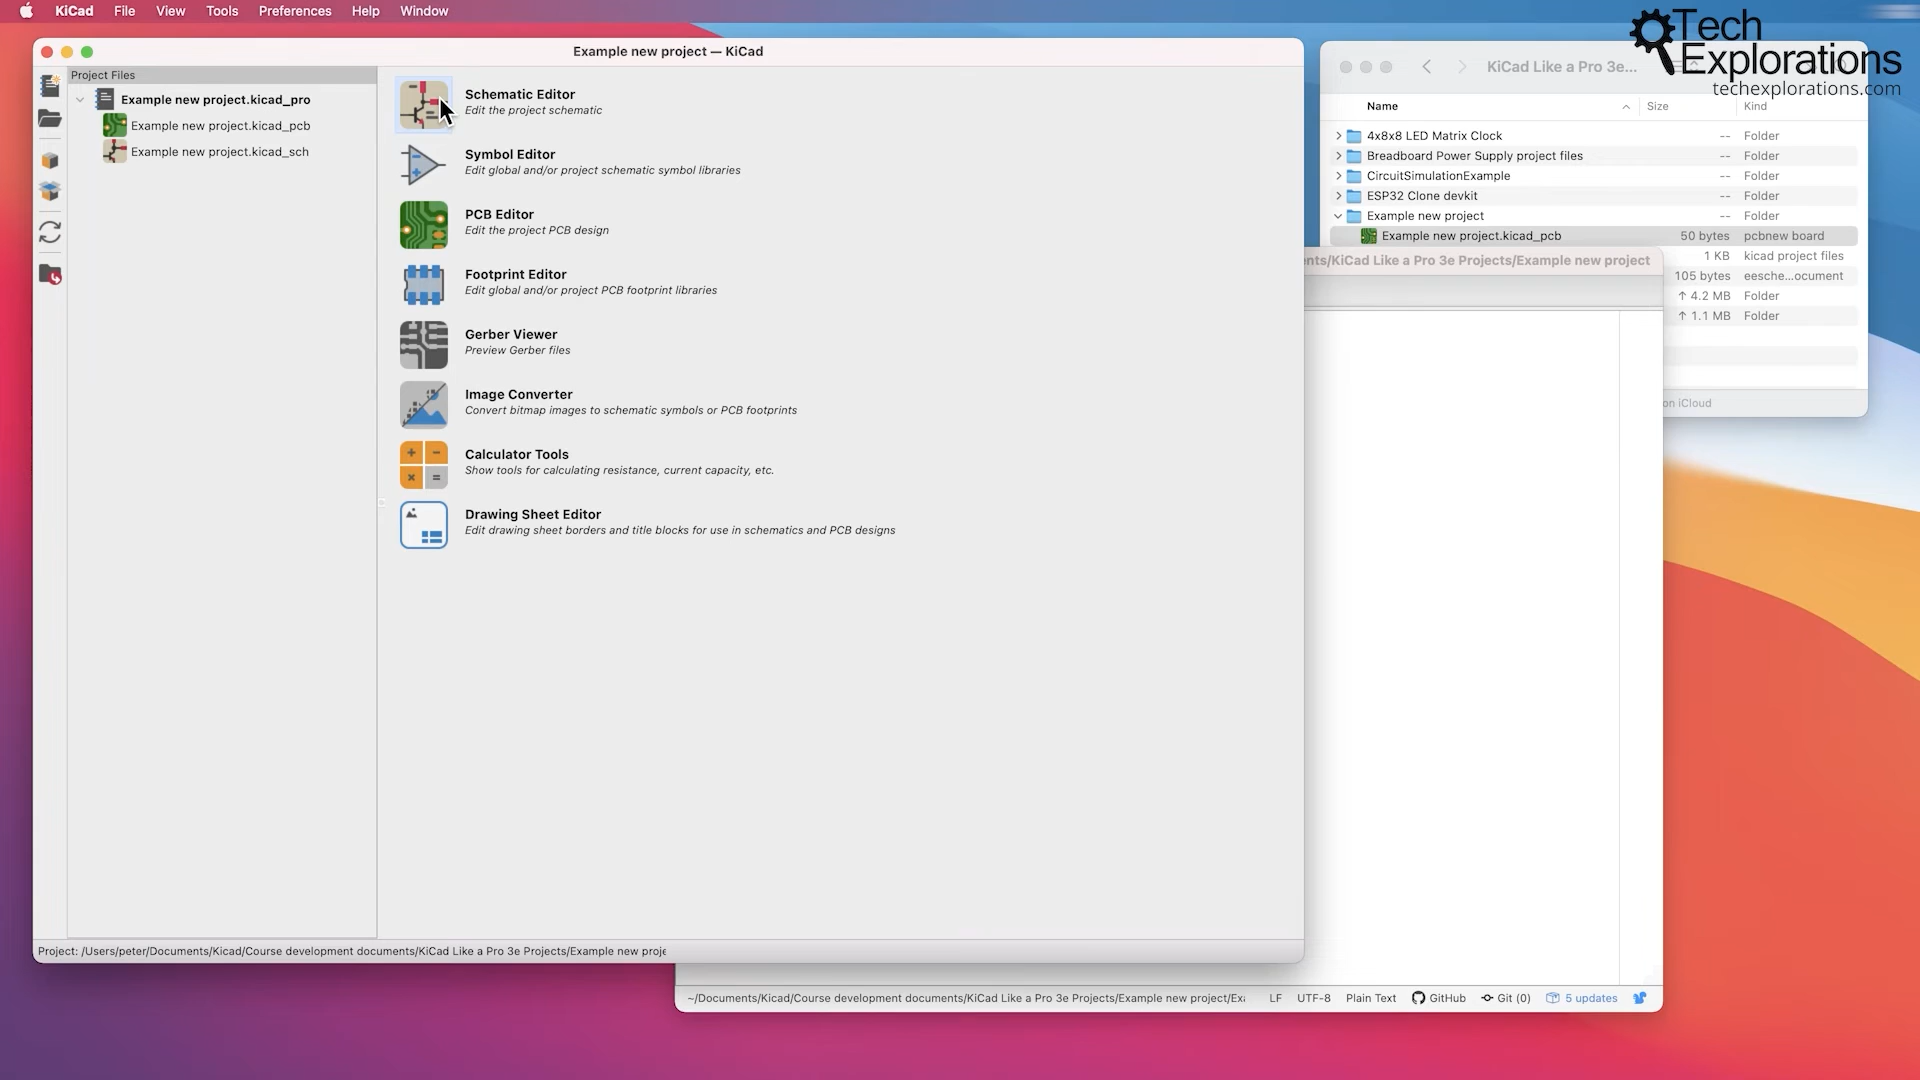 KiCad File View Tools Preferences Help Window
Example new project — KiCad
Project Files
Example new project.kicad_pro
Example new project.kicad_pcb
Example new project.kicad_sch
Schematic Editor
Edit the project schematic
Symbol Editor
Edit global and/or project schematic symbol libraries
PCB Editor
Edit the project PCB design
Footprint Editor
Edit global and/or project PCB footprint libraries
Gerber Viewer
Preview Gerber files
Image Converter
Convert bitmap images to schematic symbols or PCB footprints
Calculator Tools
Show tools for calculating resistance, current capacity, etc.
Drawing Sheet Editor
Edit drawing sheet borders and title blocks for use in schematics and PCB designs
Project: /Users/peter/Documents/Kicad/Course development documents/KiCad Like a Pro 3e Projects/Example new proje
Tech
Explorations
techexplorations.com
KiCad Like a Pro 3e...
Name Size Kind
4x8x8 LED Matrix Clock -- Folder
Breadboard Power Supply project files -- Folder
CircuitSimulationExample -- Folder
ESP32 Clone devkit -- Folder
Example new project -- Folder
Example new project.kicad_pcb 50 bytes pcbnew board
1 KB kicad project files
105 bytes eesche...ocument
↑ 4.2 MB Folder
↑ 1.1 MB Folder
on iCloud
nts/KiCad Like a Pro 3e Projects/Example new project
~/Documents/Kicad/Course development documents/KiCad Like a Pro 3e Projects/Example new project/Ex LF UTF-8 Plain Text GitHub Git (0) 5 updates